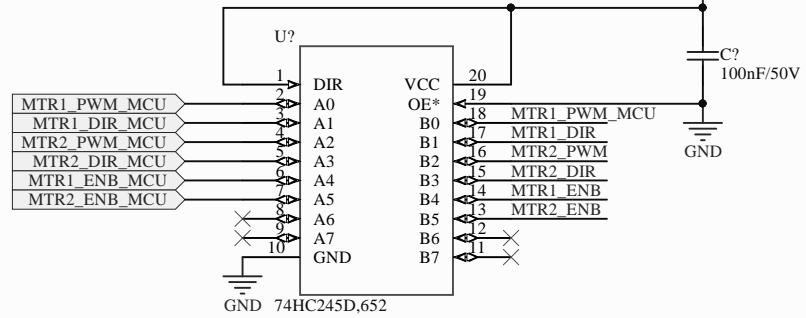 U?
C?
100nF/50V
GND
1 DIR VCC 20
MTR1_PWM_MCU 2 A0 OE* 19
MTR1_DIR_MCU 3 A1 B0 18 MTR1_PWM_MCU
MTR2_PWM_MCU 4 A2 B1 17 MTR1_DIR
MTR2_DIR_MCU 5 A3 B2 16 MTR2_PWM
MTR1_ENB_MCU 6 A4 B3 15 MTR2_DIR
MTR2_ENB_MCU 7 A5 B4 14 MTR1_ENB
8 A6 B5 13 MTR2_ENB
9 A7 B6 12
10 GND B7 11
GND 74HC245D,652